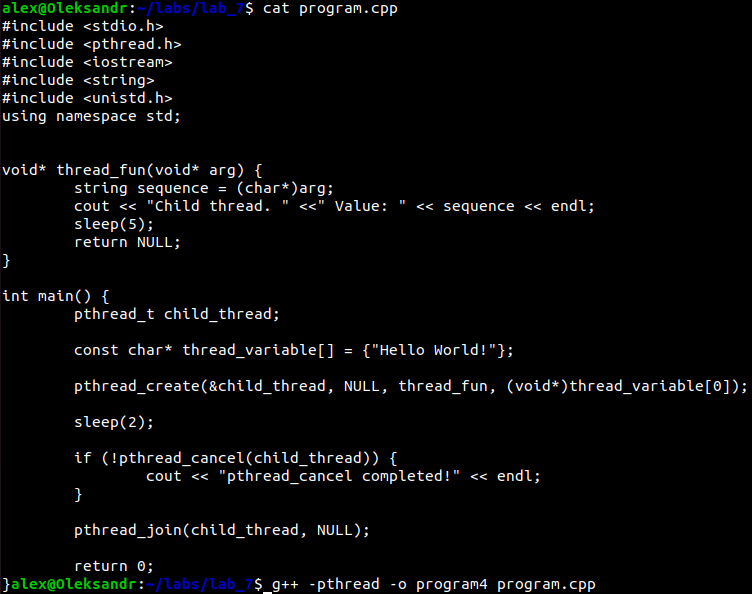 alex@Oleksandr:~/labs/lab_7$ cat program.cpp
#include <stdio.h>
#include <pthread.h>
#include <iostream>
#include <string>
#include <unistd.h>
using namespace std;


void* thread_fun(void* arg) {
        string sequence = (char*)arg;
        cout << "Child thread. " <<" Value: " << sequence << endl;
        sleep(5);
        return NULL;
}

int main() {
        pthread_t child_thread;

        const char* thread_variable[] = {"Hello World!"};

        pthread_create(&child_thread, NULL, thread_fun, (void*)thread_variable[0]);

        sleep(2);

        if (!pthread_cancel(child_thread)) {
                cout << "pthread_cancel completed!" << endl;
        }

        pthread_join(child_thread, NULL);

        return 0;
}alex@Oleksandr:~/labs/lab_7$ g++ -pthread -o program4 program.cpp